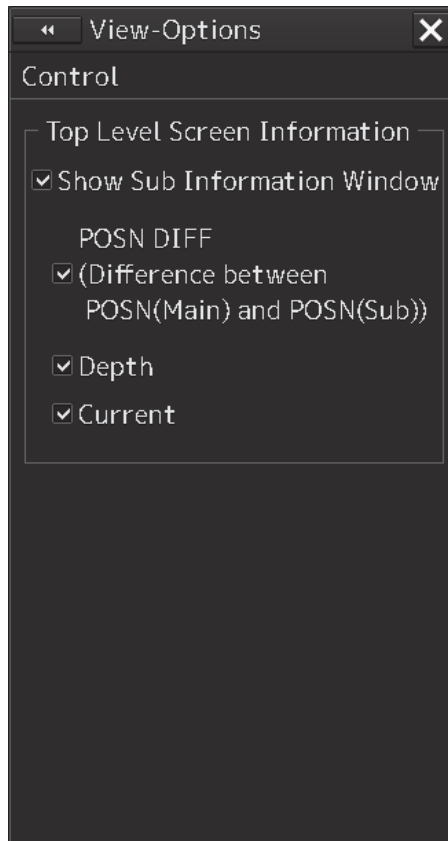 View-Options
Control
Top Level Screen Information
Show Sub Information Window
POSN DIFF
(Difference between
POSN(Main) and POSN(Sub))
Depth
Current